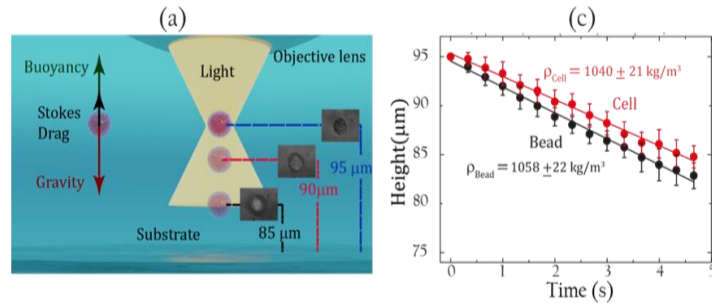 (a)
Buoyancy
Stokes
Drag
Gravity
Light
Objective lens
95 µm
90µm
85 µm
Substrate
(c)
Height(µm)
95
90
85
80
75
ρCell = 1040 ± 21 kg/m³
Cell
Bead
ρBead = 1058 ±22 kg/m³
0
1
2
3
4
5
Time (s)